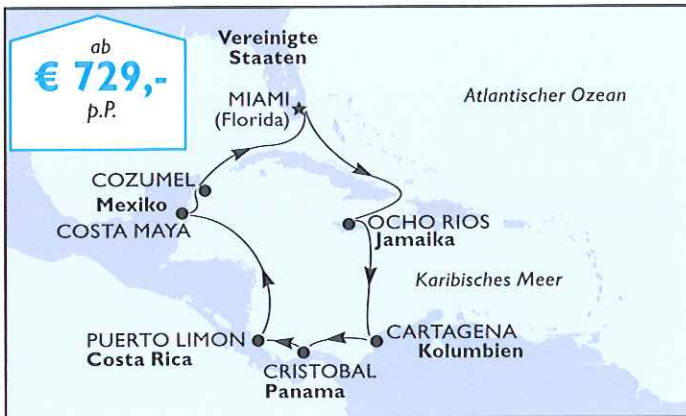 ab
€ 729,-
p.P.
Vereinigte
Staaten
MIAMI
(Florida)
Atlantischer Ozean
COZUMEL
Mexiko
COSTA MAYA
OCHO RIOS
Jamaika
Karibisches Meer
PUERTO LIMON
Costa Rica
CRISTOBAL
Panama
CARTAGENA
Kolumbien